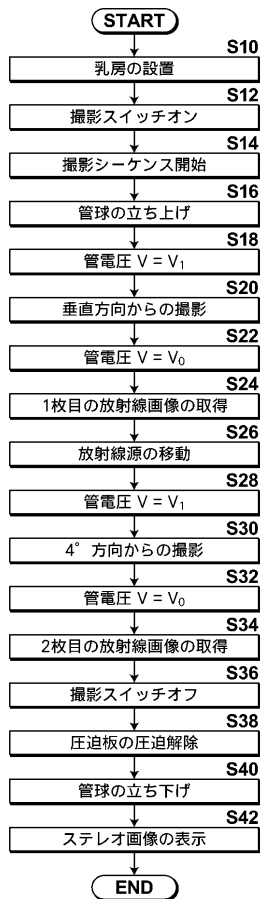 START
S10
乳房の設置
S12
撮影スイッチオン
S14
撮影シーケンス開始
S16
管球の立ち上げ
S18
管電圧 V = V₁
S20
垂直方向からの撮影
S22
管電圧 V = V₀
S24
1枚目の放射線画像の取得
S26
放射線源の移動
S28
管電圧 V = V₁
S30
4°方向からの撮影
S32
管電圧 V = V₀
S34
2枚目の放射線画像の取得
S36
撮影スイッチオフ
S38
圧迫板の圧迫解除
S40
管球の立ち下げ
S42
ステレオ画像の表示
END